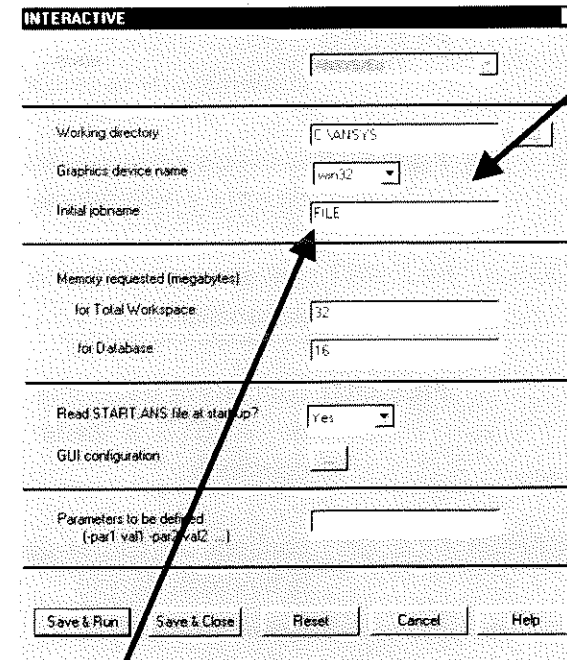 INTERACTIVE
Working directory C:\ANSYS
Graphics device name win32
Initial jobname FILE
Memory requested (megabytes)
for Total Workspace 32
for Database 16
Read START.ANS file at start-up? Yes
GUI configuration ...
Parameters to be defined
(-par1 val1 -par2 val2 ...)
Save & Run Save & Close Reset Cancel Help